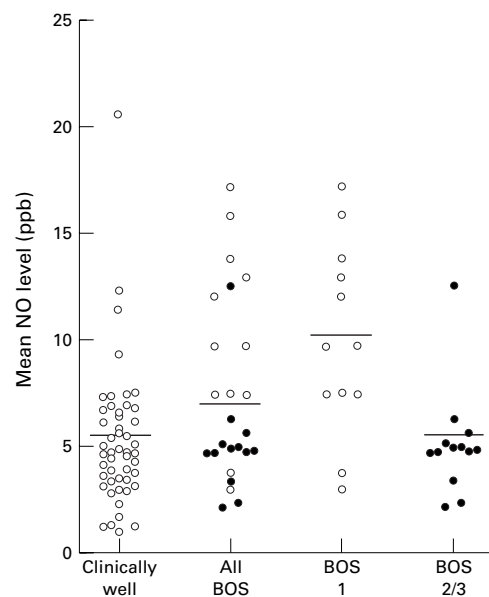 25
20
15
10
5
0
Mean NO level (ppb)
Clinically
well
All
BOS
BOS
1
BOS
2/3